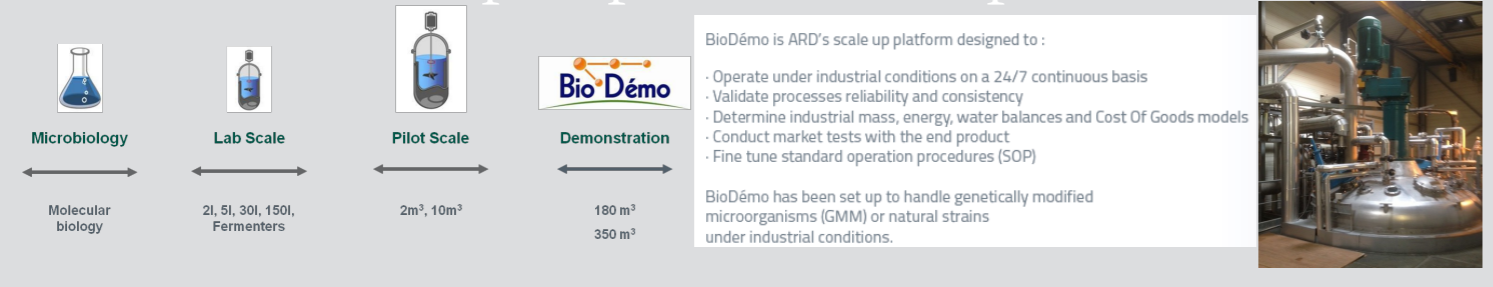 Microbiology
Molecular
biology
Lab Scale
2l, 5l, 30l, 150l,
Fermenters
Pilot Scale
2m³, 10m³
Bio Démo
Demonstration
180 m³
350 m³
BioDémo is ARD's scale up platform designed to :
· Operate under industrial conditions on a 24/7 continuous basis
· Validate processes reliability and consistency
· Determine industrial mass, energy, water balances and Cost Of Goods models
· Conduct market tests with the end product
· Fine tune standard operation procedures (SOP)
BioDémo has been set up to handle genetically modified
microorganisms (GMM) or natural strains
under industrial conditions.